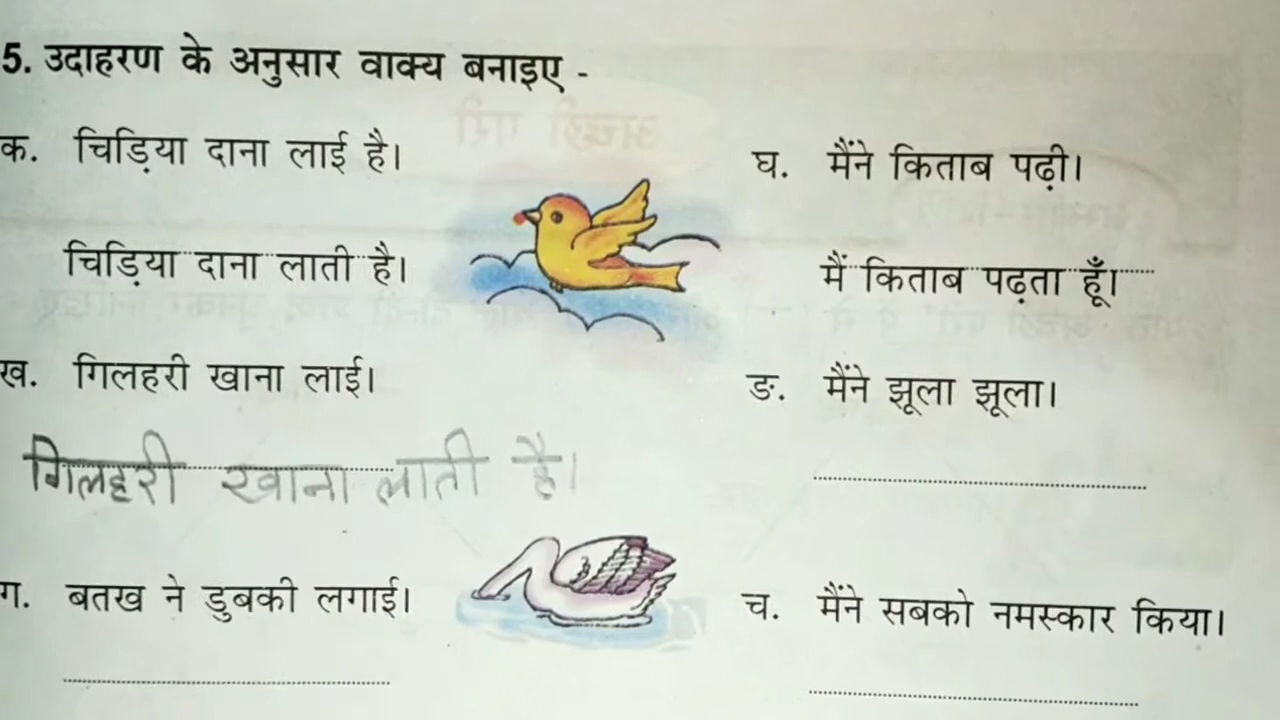 5. उदाहरण के अनुसार वाक्य बनाइए -
क. चिड़िया दाना लाई है।
चिड़िया दाना लाती है।
ख. गिलहरी खाना लाई।
गिलहरी खाना लाती है।
ग. बतख ने डुबकी लगाई।
घ. मैंने किताब पढ़ी।
मैं किताब पढ़ता हूँ।
ङ. मैंने झूला झूला।
च. मैंने सबको नमस्कार किया।